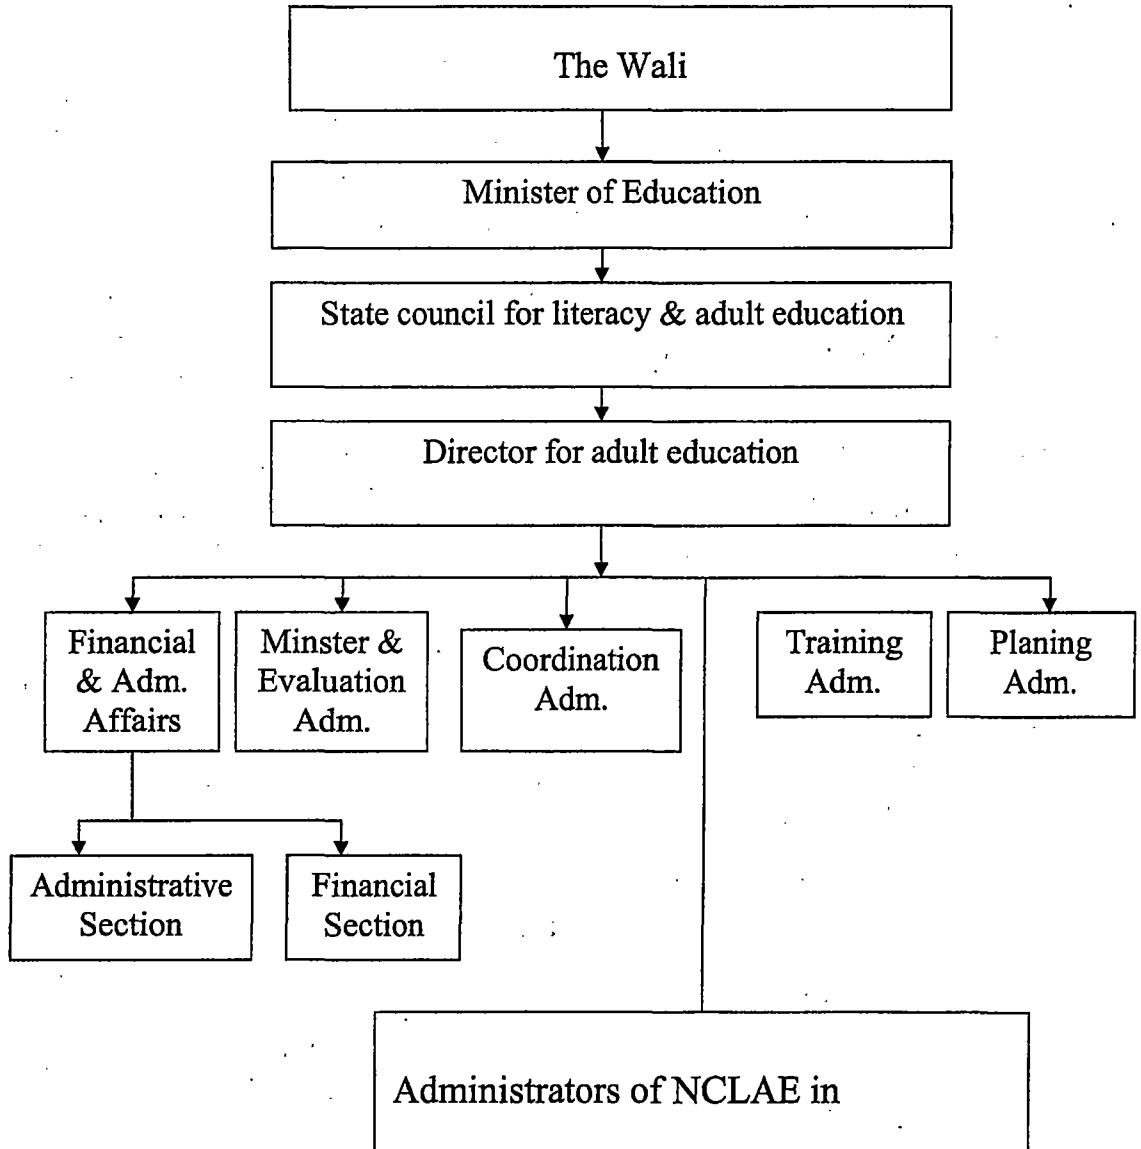 The Wali
Minister of Education
State council for literacy & adult education
Director for adult education
Financial
& Adm.
Affairs
Minster &
Evaluation
Adm.
Coordination
Adm.
Training
Adm.
Planing
Adm.
Administrative
Section
Financial
Section
Administrators of NCLAE in